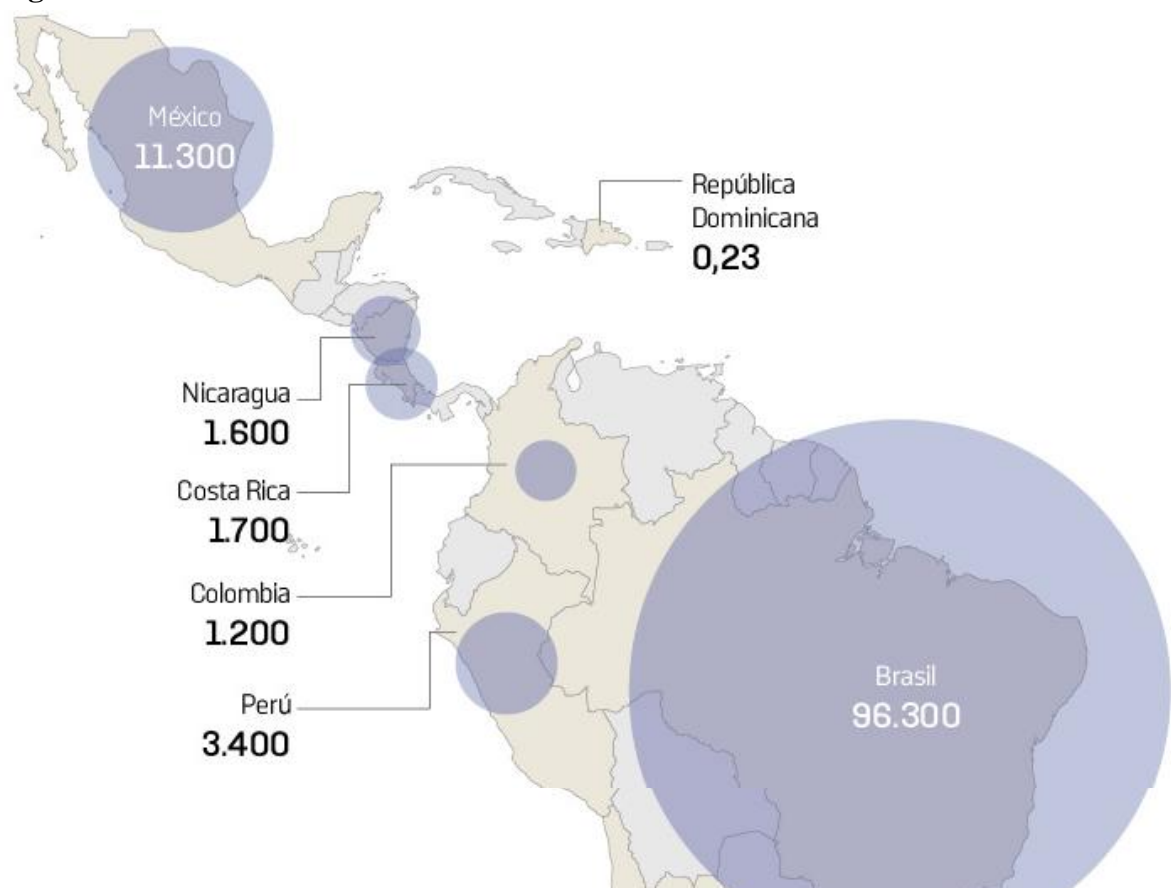 México
11.300
República
Dominicana
0,23
Nicaragua
1.600
Costa Rica
1.700
Colombia
1.200
Perú
3.400
Brasil
96.300